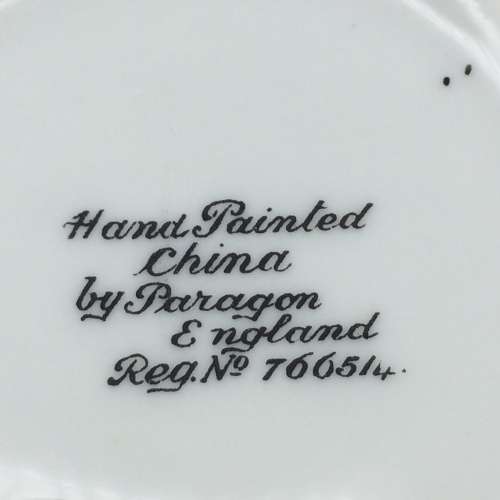 Hand Painted
China
by Paragon
England
Reg. Nº 766514.